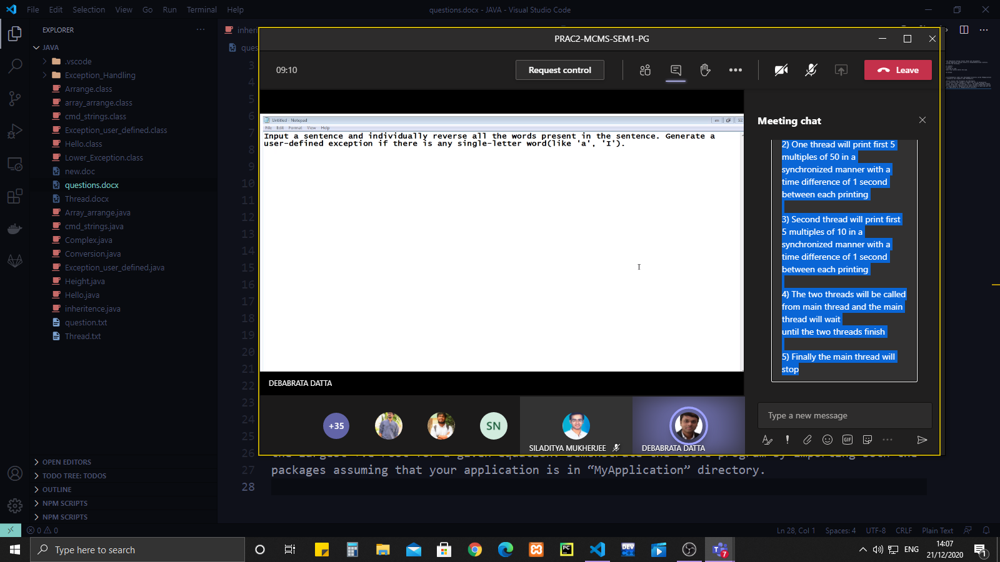 File Edit Selection View Go Run Terminal Help
questions.docx - JAVA - Visual Studio Code
EXPLORER
JAVA
.vscode
Exception_Handling
Arrange.class
array_arrange.class
cmd_strings.class
Exception_user_defined.class
Hello.class
Lower_Exception.class
new.doc
questions.docx
Thread.docx
Array_arrange.java
cmd_strings.java
Complex.java
Conversion.java
Exception_user_defined.java
Height.java
Hello.java
inheritence.java
question.txt
Thread.txt
OPEN EDITORS
TODO TREE: TODOS
OUTLINE
NPM SCRIPTS
NPM SCRIPTS
inheri
ques
3
4
5
6
7
8
9
10
11
12
13
14
15
16
17
18
19
20
21
22
23
24
25
26
27 packages assuming that your application is in “MyApplication” directory.
28
PRAC2-MCMS-SEM1-PG
09:10
Request control
Leave
Untitled - Notepad
File Edit Format View Help
Input a sentence and individually reverse all the words present in the sentence. Generate a
user-defined exception if there is any single-letter word(like 'a', 'I').
DEBABRATA DATTA
+35
SN
SILADITYA MUKHERJEE
DEBABRATA DATTA
Meeting chat
2) One thread will print first 5
multiples of 50 in a
synchronized manner with a
time difference of 1 second
between each printing
3) Second thread will print first
5 multiples of 10 in a
synchronized manner with a
time difference of 1 second
between each printing
4) The two threads will be called
from main thread and the main
thread will wait
until the two threads finish
5) Finally the main thread will
stop
Type a new message
GIF
0 0
Ln 28, Col 1 Spaces: 4 UTF-8 CRLF Plain Text
Type here to search
PC
DEV
7
ENG
14:07
21/12/2020
1